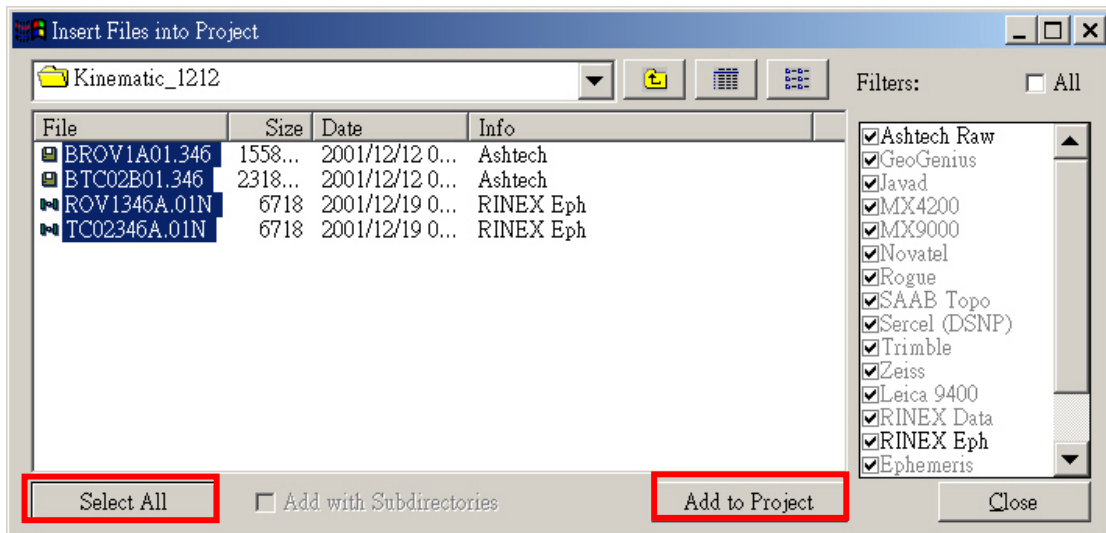 Insert Files into Project
Kinematic_1212
Filters:
All
File Size Date Info
BROV1A01.346 1558... 2001/12/12 0... Ashtech
BTC02B01.346 2318... 2001/12/12 0... Ashtech
ROV1346A.01N 6718 2001/12/19 0... RINEX Eph
TC02346A.01N 6718 2001/12/19 0... RINEX Eph
Ashtech Raw
GeoGenius
Javad
MX4200
MX9000
Novatel
Rogue
SAAB Topo
Sercel (DSNP)
Trimble
Zeiss
Leica 9400
RINEX Data
RINEX Eph
Ephemeris
Select All
Add with Subdirectories
Add to Project
Close